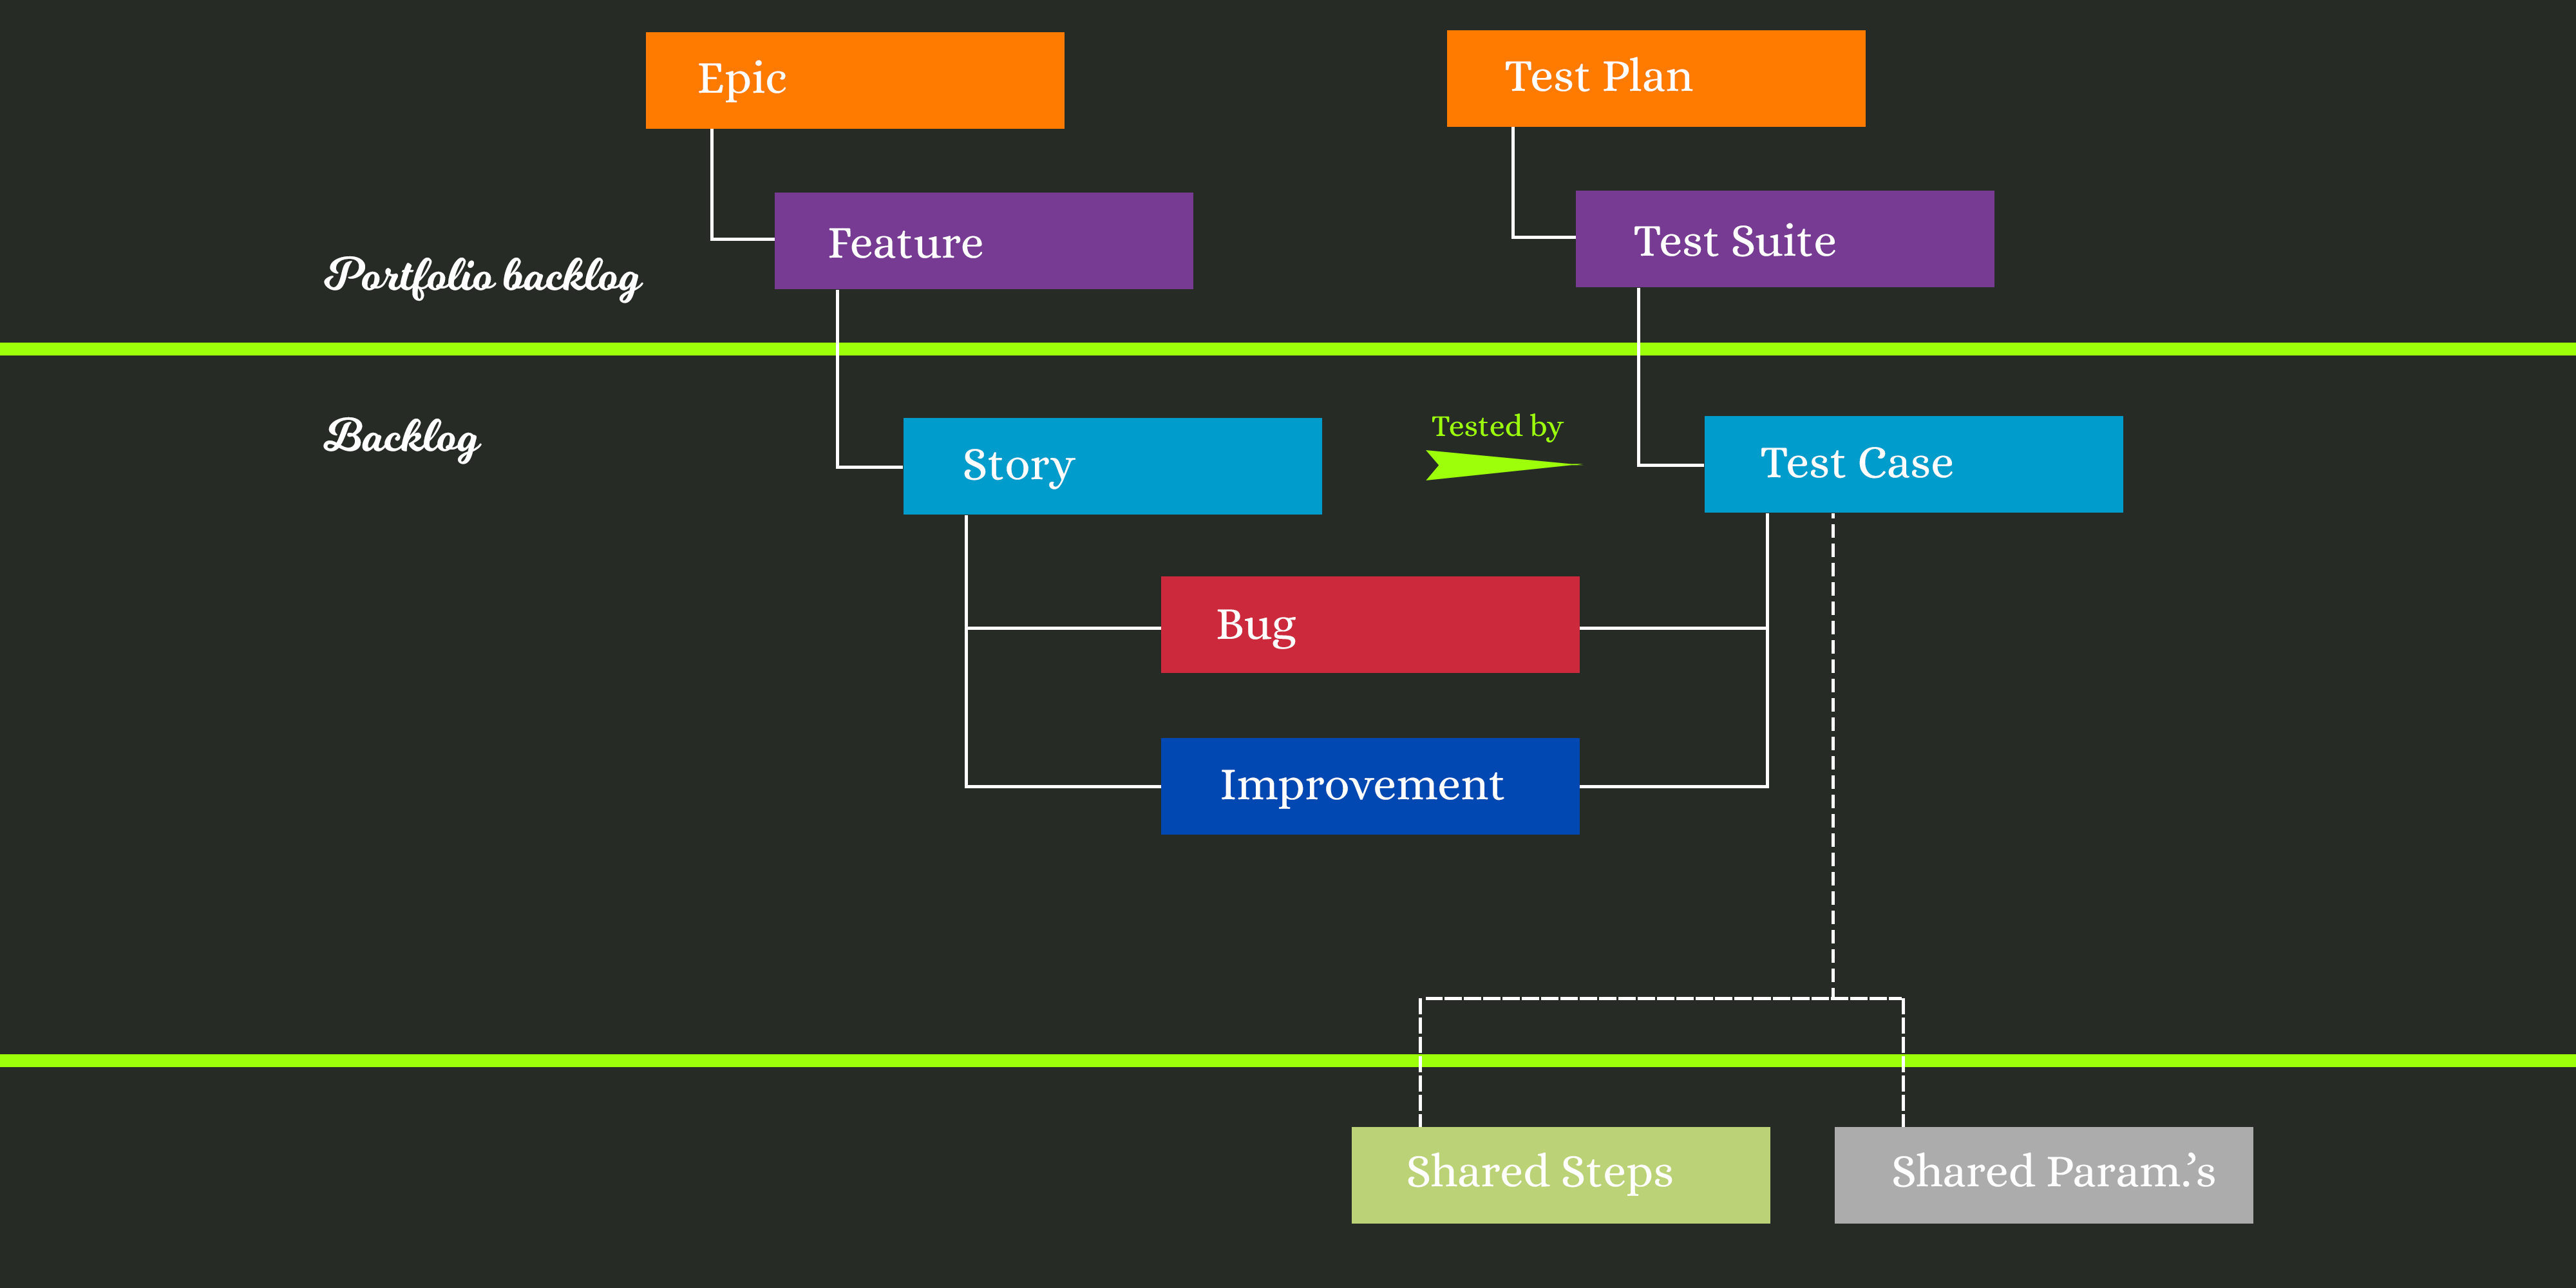 Epic
Test Plan
Feature
Test Suite
Portfolio backlog
Backlog
Tested by
Story
Test Case
Bug
Improvement
Shared Steps
Shared Param.’s